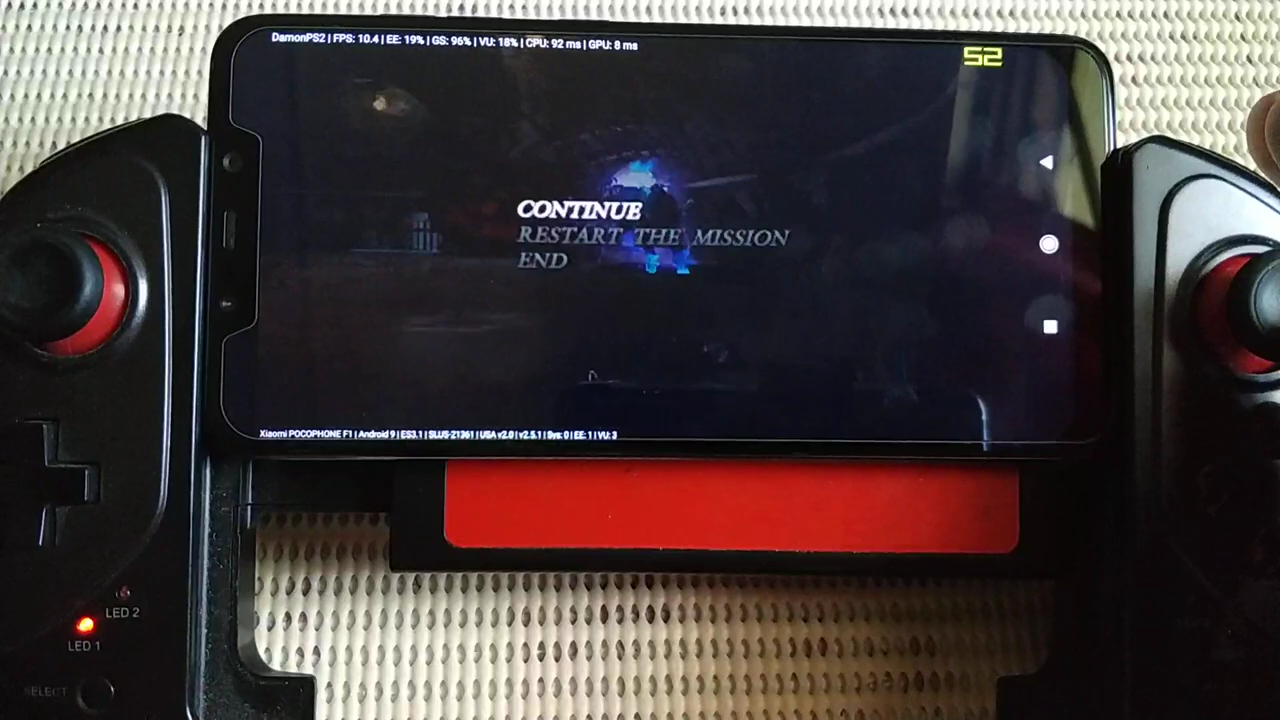 DamonPS2 | FPS: 10.4 | EE: 19% | GS: 96% | VU: 18% | CPU: 92 ms | GPU: 8 ms
52
CONTINUE
RESTART THE MISSION
END
Xiaomi POCOPHONE F1 | Android 9 | ES3.1 | SLUS-21361 | USA v2.0 | v2.5.1 | Sys: 0 | EE: 1 | VU: 3
LED 2
LED 1
SELECT